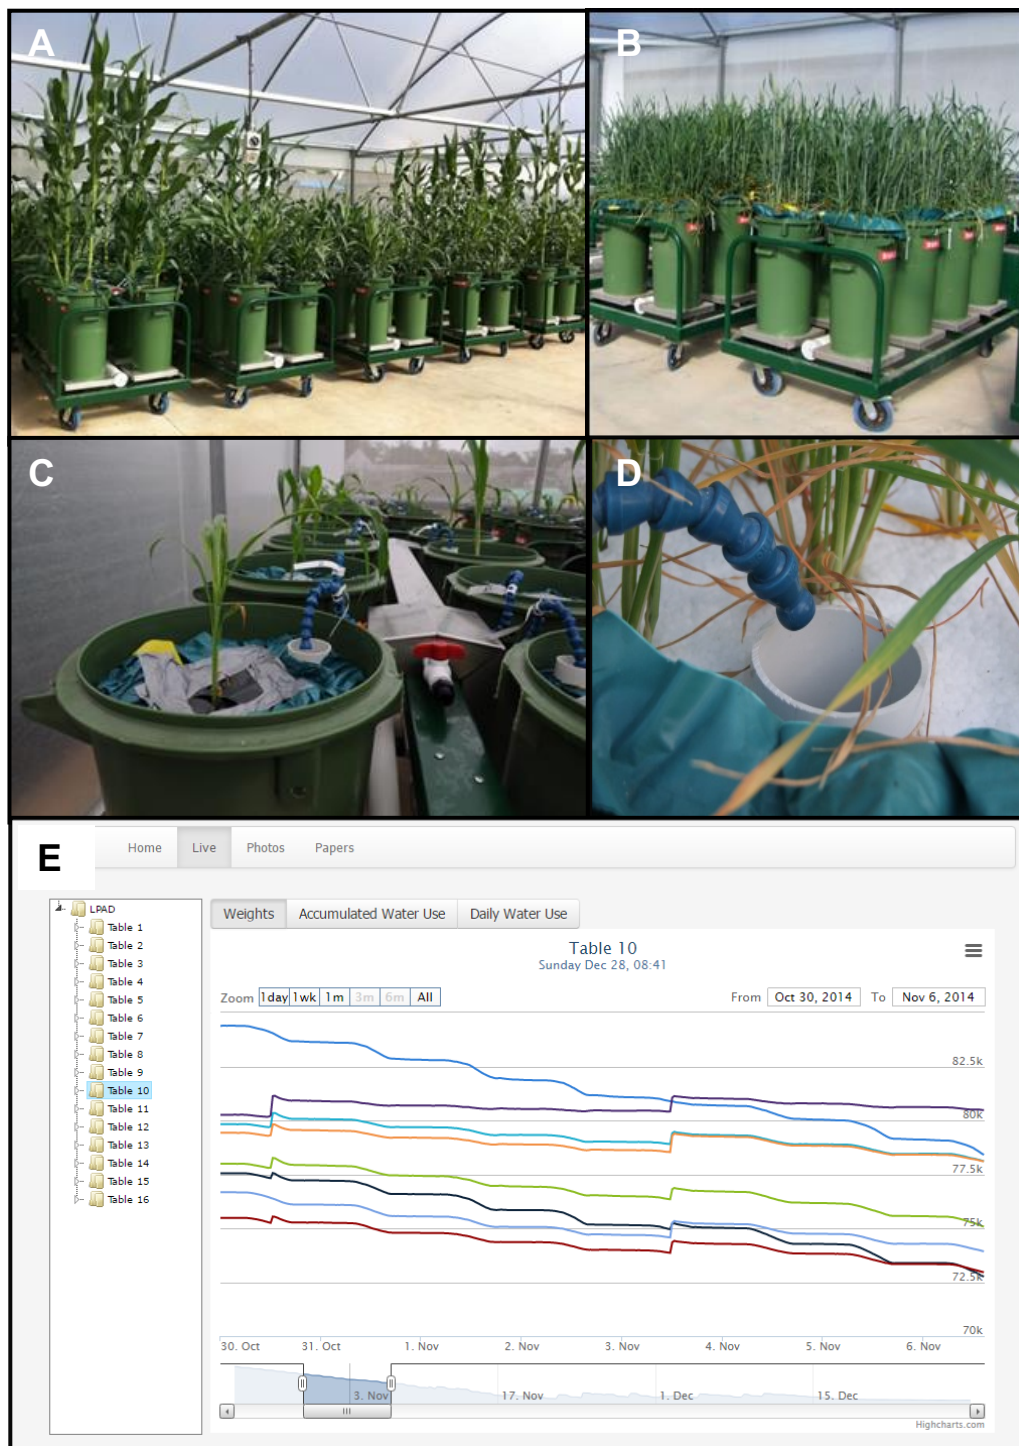 A
B
C
D
E
Home Live Photos Papers
LPAD
Table 1
Table 2
Table 3
Table 4
Table 5
Table 6
Table 7
Table 8
Table 9
Table 10
Table 11
Table 12
Table 13
Table 14
Table 15
Table 16
Weights Accumulated Water Use Daily Water Use
Table 10
Sunday Dec 28, 08:41
Zoom 1day 1wk 1m 3m 6m All From Oct 30, 2014 To Nov 6, 2014
82.5k
80k
77.5k
75k
72.5k
70k
30. Oct 31. Oct 1. Nov 2. Nov 3. Nov 4. Nov 5. Nov 6. Nov
3. Nov 17. Nov 1. Dec 15. Dec
Highcharts.com